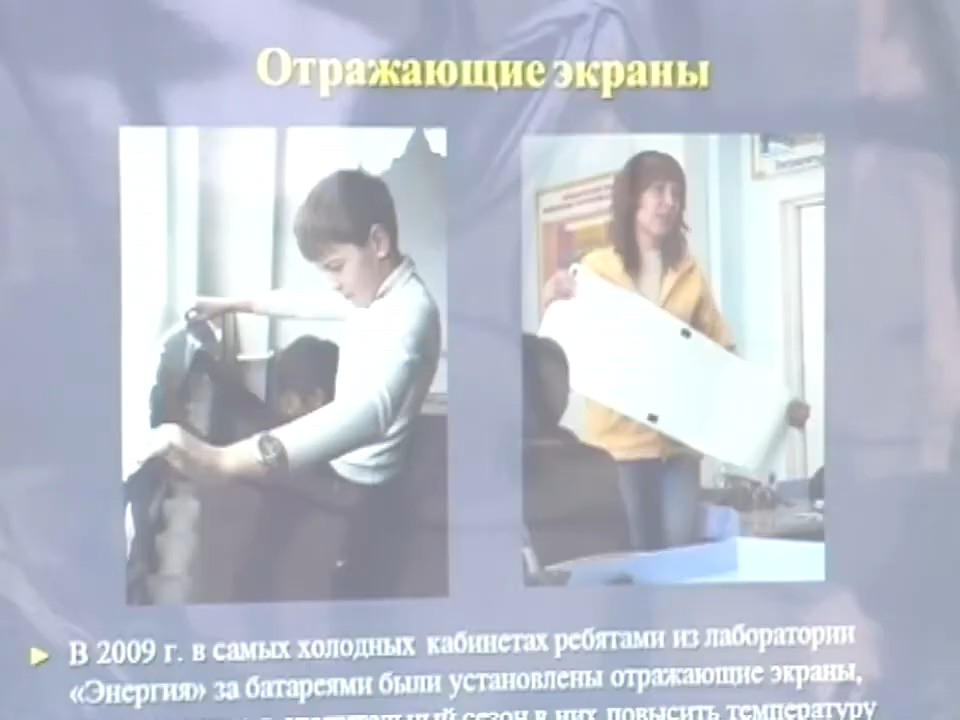 Отражающие экраны
В 2009 г. в самых холодных кабинетах ребятами из лаборатории
«Энергия» за батареями были установлены отражающие экраны,
сезон в них повысить температуру